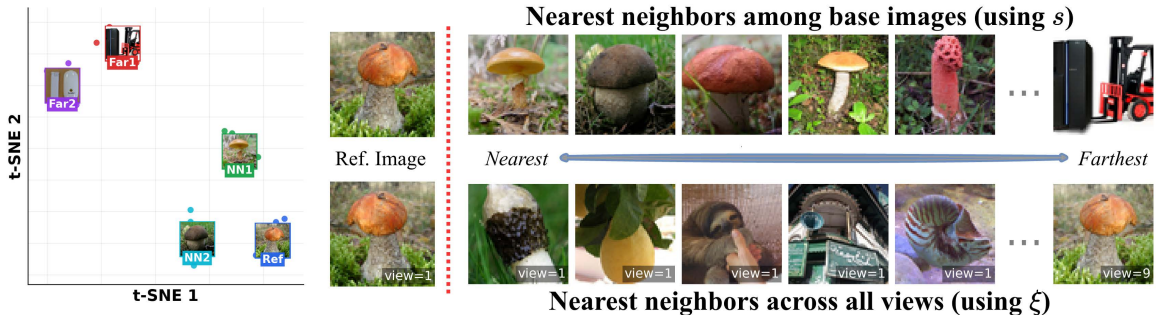 Nearest neighbors among base images (using s)
Far1
Far2
NN1
NN2
Ref
t-SNE 2
t-SNE 1
Ref. Image
Nearest
Farthest
...
view=1
view=1
view=1
view=1
view=1
view=1
...
view=9
Nearest neighbors across all views (using ξ)